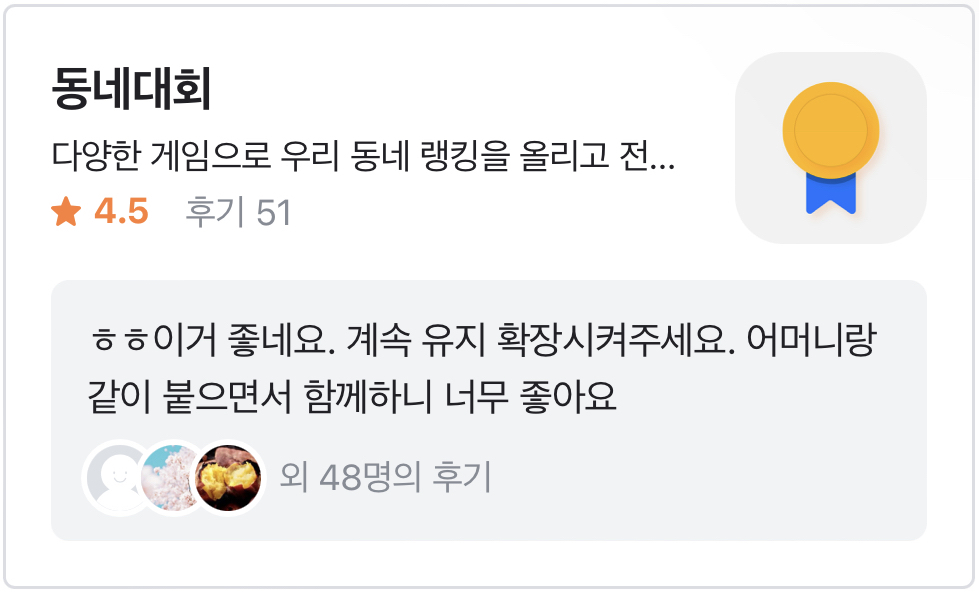 동네대회
다양한 게임으로 우리 동네 랭킹을 올리고 전...
4.5 후기 51
ㅎㅎ이거 좋네요. 계속 유지 확장시켜주세요. 어머니랑
같이 붙으면서 함께하니 너무 좋아요
외 48명의 후기